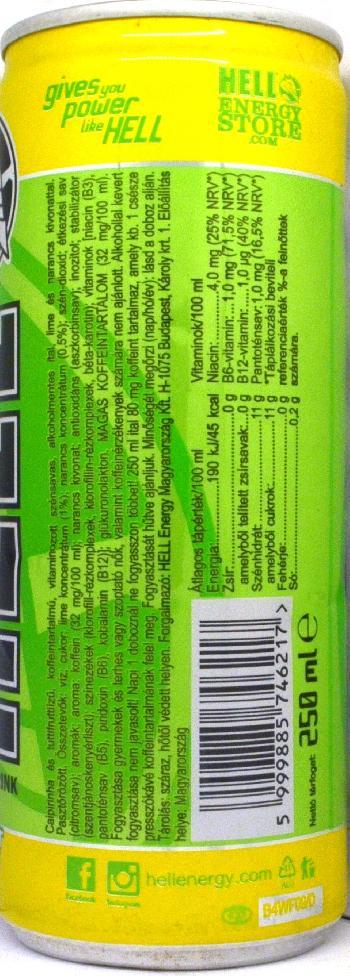 gives you
power
like HELL
HELL
ENERGY
STORE
.COM
Caipirinha és tuttifruttiízű, koffeintartalmú, vitaminozott szénsavas, alkoholmentes ital, lime és narancs kivonattal.
Pasztőrözött. Összetevők: víz, cukor, lime koncentrátum (1%), narancs koncentrátum (0,5%); szén-dioxid; étkezési sav
(citromsav); aromák; aroma koffein (32 mg/100 ml); narancs kivonat; antioxidáns (aszkorbinsav); inozitol; stabilizátor
(szentjánoskenyérliszt); színezékek (klorofill-rézkomplexek, klorofillin-rézkomplexek, béta-karotin); vitaminok [niacin (B3),
pantoténsav (B5), piridoxin (B6), kobalamin (B12)]; glükuronolakton. MAGAS KOFFEINTARTALOM (32 mg/100 ml).
Fogyasztása gyermekek és terhes vagy szoptató nők, valamint koffeinérzékenyek számára nem ajánlott. Alkohollal kevert
fogyasztása nem javasolt! Napi 1 doboznál ne fogyasszon többet! 250 ml ital 80 mg koffeint tartalmaz, amely kb. 1 csésze
presszókávé koffeintartalmának felel meg. Fogyasztását hűtve ajánljuk. Minőségét megőrzi (nap/hó/év): lásd a doboz alján.
Tárolás: száraz, hőtől védett helyen. Forgalmazó: HELL Energy Magyarország Kft. H-1075 Budapest, Károly krt. 1. Előállítás
helye: Magyarország
Átlagos tápérték/100 ml
Energia: 190 kJ/45 kcal
Zsír: 0 g
amelyből telített zsírsavak: 0 g
Szénhidrát: 11 g
amelyből cukrok: 11 g
Fehérje: 0 g
Só: 0,2 g
Vitaminok/100 ml
Niacin: 4,0 mg (25% NRV*)
B6-vitamin: 1,0 mg (71,5% NRV*)
B12-vitamin: 1,0 µg (40% NRV*)
Pantoténsav: 1,0 mg (16,5% NRV*)
*Táplálkozási beviteli
referenciaérték %-a felnőttek
számára.
5 999885 746217 >
Nettó térfogat: 250 ml e
INK
Facebook
Instagram
hellenergy.com
ALU
B4WF09/D